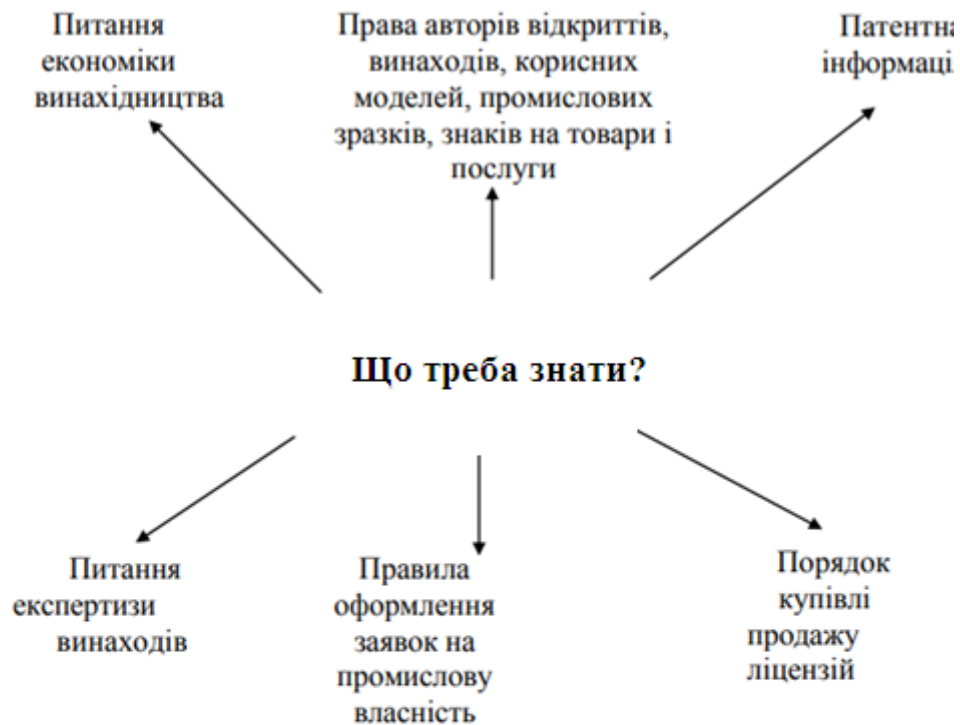 Питання
економіки
винахідництва
Права авторів відкриттів,
винаходів, корисних
моделей, промислових
зразків, знаків на товари і
послуги
Патентна
інформаці
Що треба знати?
Питання
експертизи
винаходів
Правила
оформлення
заявок на
промислову
власність
Порядок
купівлі
продажу
ліцензій